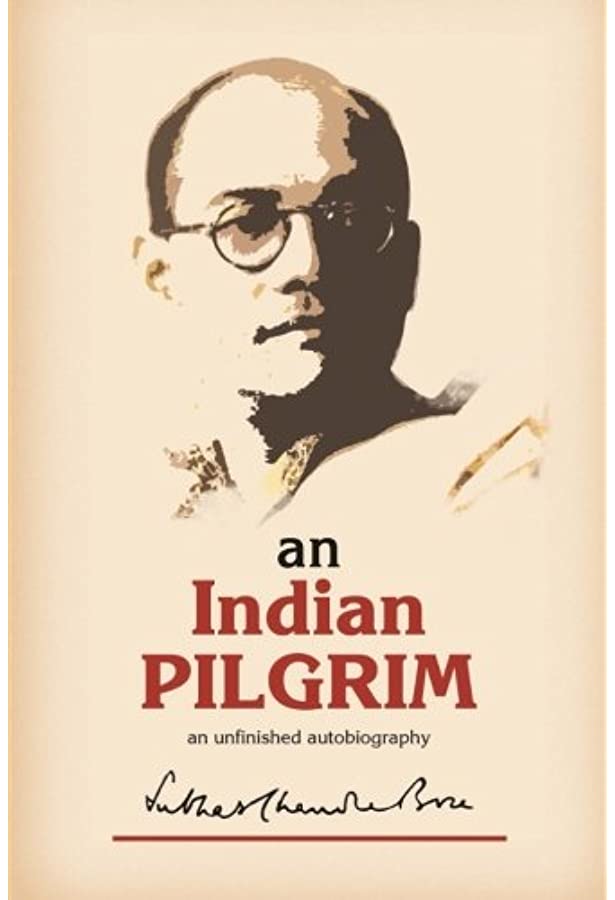 an
Indian
PILGRIM
an unfinished autobiography
Subhas Chandra Bose